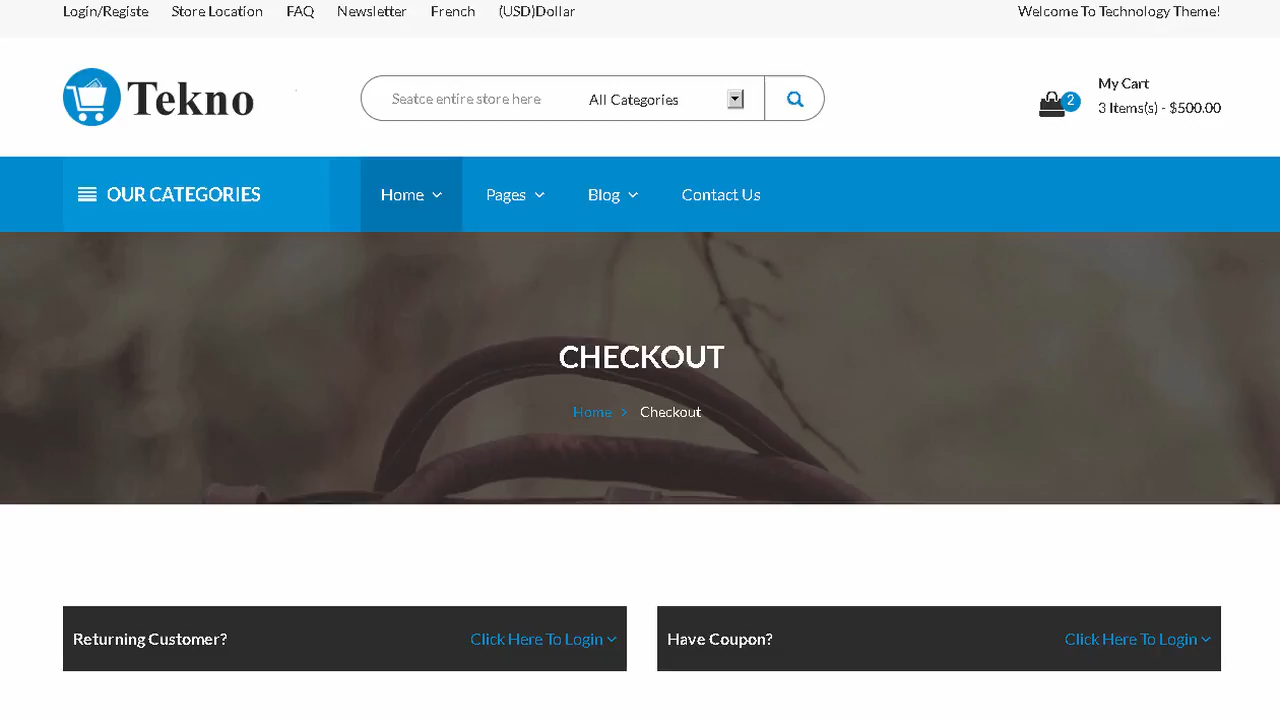 Login/Registe Store Location FAQ Newsletter French (USD)Dollar Welcome To Technology Theme!
Tekno
Seatce entire store here All Categories
My Cart
2
3 Items(s) - $500.00
OUR CATEGORIES Home Pages Blog Contact Us
CHECKOUT
Home > Checkout
Returning Customer? Click Here To Login
Have Coupon? Click Here To Login